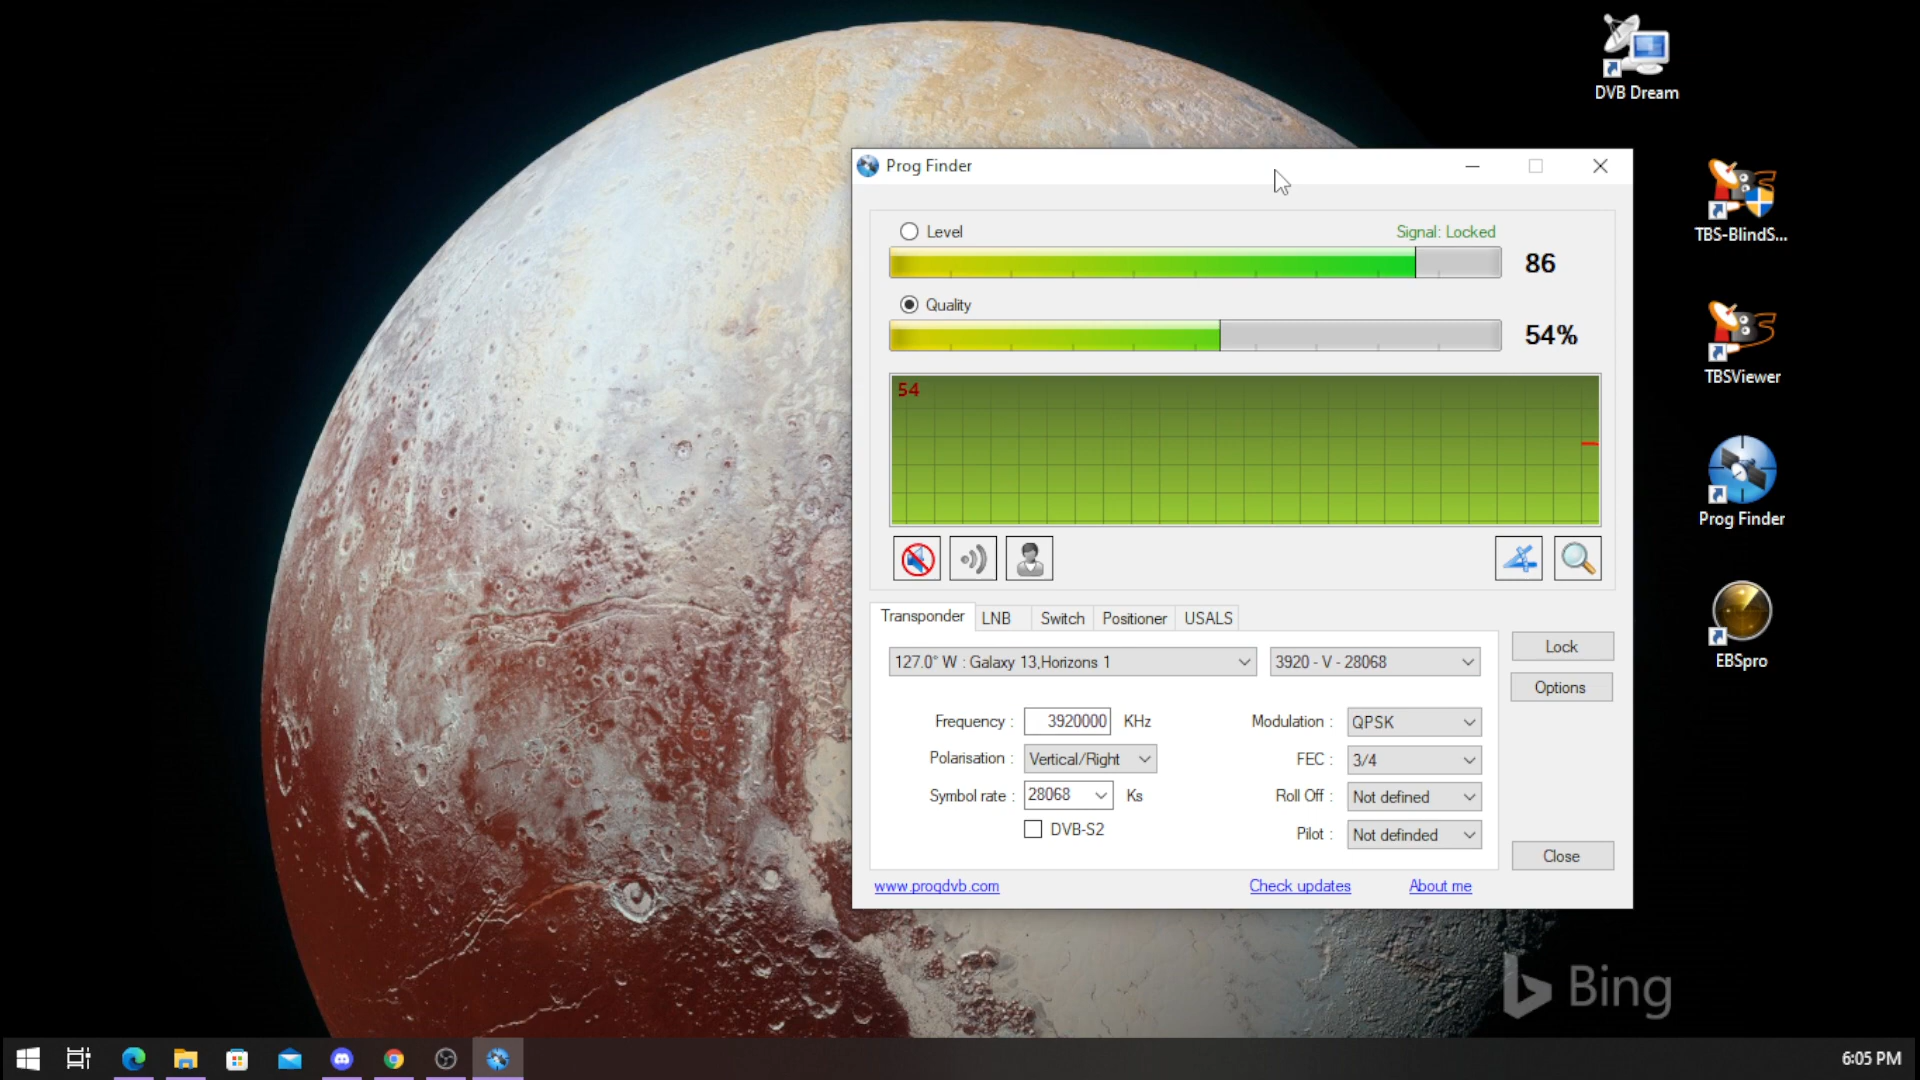 DVB Dream
Prog Finder
Level
Signal: Locked
86
TBS-BlindS...
Quality
54%
54
TBSViewer
Prog Finder
Transponder
LNB
Switch
Positioner
USALS
Lock
127.0° W : Galaxy 13,Horizons 1
3920 - V - 28068
EBSpro
Options
Frequency :
3920000
KHz
Modulation :
QPSK
Polarisation :
Vertical/Right
FEC :
3/4
Symbol rate :
28068
Ks
Roll Off :
Not defined
DVB-S2
Pilot :
Not definded
Close
www.progdvb.com
Check updates
About me
Bing
6:05 PM